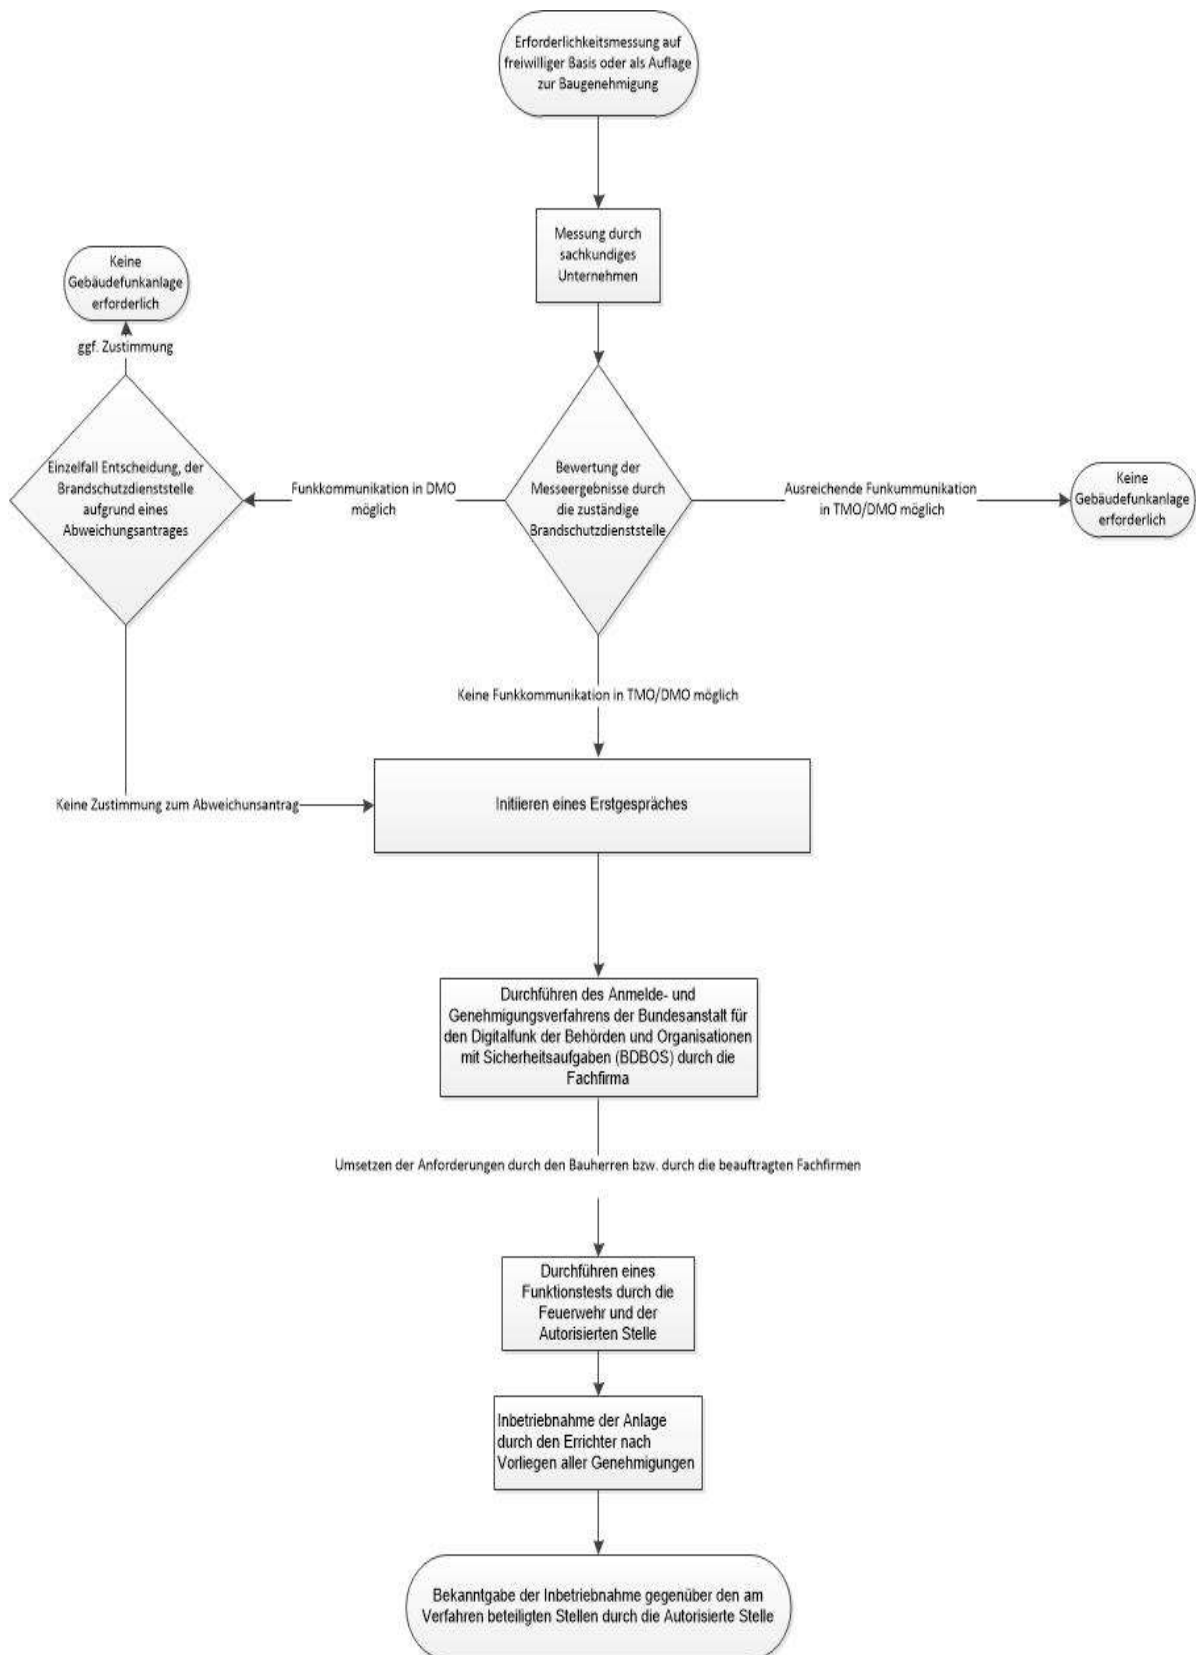 Erforderlichkeitsmessung auf
freiwilliger Basis oder als Auflage
zur Baugenehmigung
Messung durch
sachkundiges
Unternehmen
Keine
Gebäudefunkanlage
erforderlich
ggf. Zustimmung
Einzelfall Entscheidung, der
Brandschutzdienststelle
aufgrund eines
Abweichungsantrages
Funkkommunikation in DMO
möglich
Bewertung der
Messeergebnisse durch
die zuständige
Brandschutzdienststelle
Ausreichende Funkummunikation
in TMO/DMO möglich
Keine
Gebäudefunkanlage
erforderlich
Keine Funkkommunikation in TMO/DMO möglich
Keine Zustimmung zum Abweichunsantrag
Initiieren eines Erstgespräches
Durchführen des Anmelde- und
Genehmigungsverfahrens der Bundesanstalt für
den Digitalfunk der Behörden und Organisationen
mit Sicherheitsaufgaben (BDBOS) durch die
Fachfirma
Umsetzen der Anforderungen durch den Bauherren bzw. durch die beauftragten Fachfirmen
Durchführen eines
Funktionstests durch die
Feuerwehr und der
Autorisierten Stelle
Inbetriebnahme der Anlage
durch den Errichter nach
Vorliegen aller Genehmigungen
Bekanntgabe der Inbetriebnahme gegenüber den am
Verfahren beteiligten Stellen durch die Autorisierte Stelle